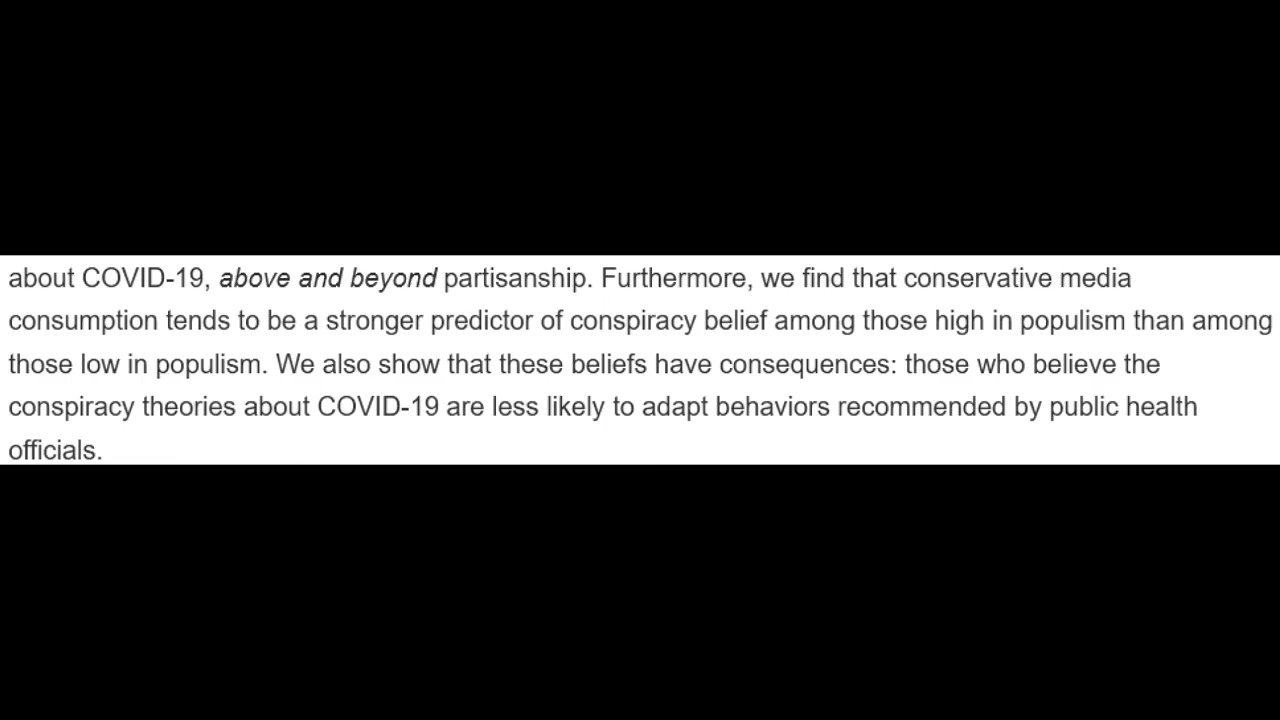 about COVID-19, above and beyond partisanship. Furthermore, we find that conservative media
consumption tends to be a stronger predictor of conspiracy belief among those high in populism than among
those low in populism. We also show that these beliefs have consequences: those who believe the
conspiracy theories about COVID-19 are less likely to adapt behaviors recommended by public health
officials.